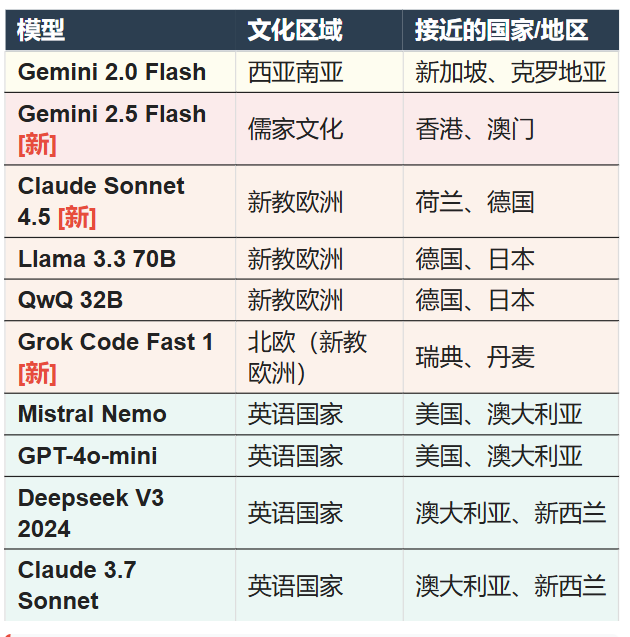 模型 文化区域 接近的国家/地区
Gemini 2.0 Flash 西亚南亚 新加坡、克罗地亚
Gemini 2.5 Flash
[新] 儒家文化 香港、澳门
Claude Sonnet
4.5 [新] 新教欧洲 荷兰、德国
Llama 3.3 70B 新教欧洲 德国、日本
QwQ 32B 新教欧洲 德国、日本
Grok Code Fast 1
[新] 北欧（新教
欧洲） 瑞典、丹麦
Mistral Nemo 英语国家 美国、澳大利亚
GPT-4o-mini 英语国家 美国、澳大利亚
Deepseek V3
2024 英语国家 澳大利亚、新西兰
Claude 3.7
Sonnet 英语国家 澳大利亚、新西兰